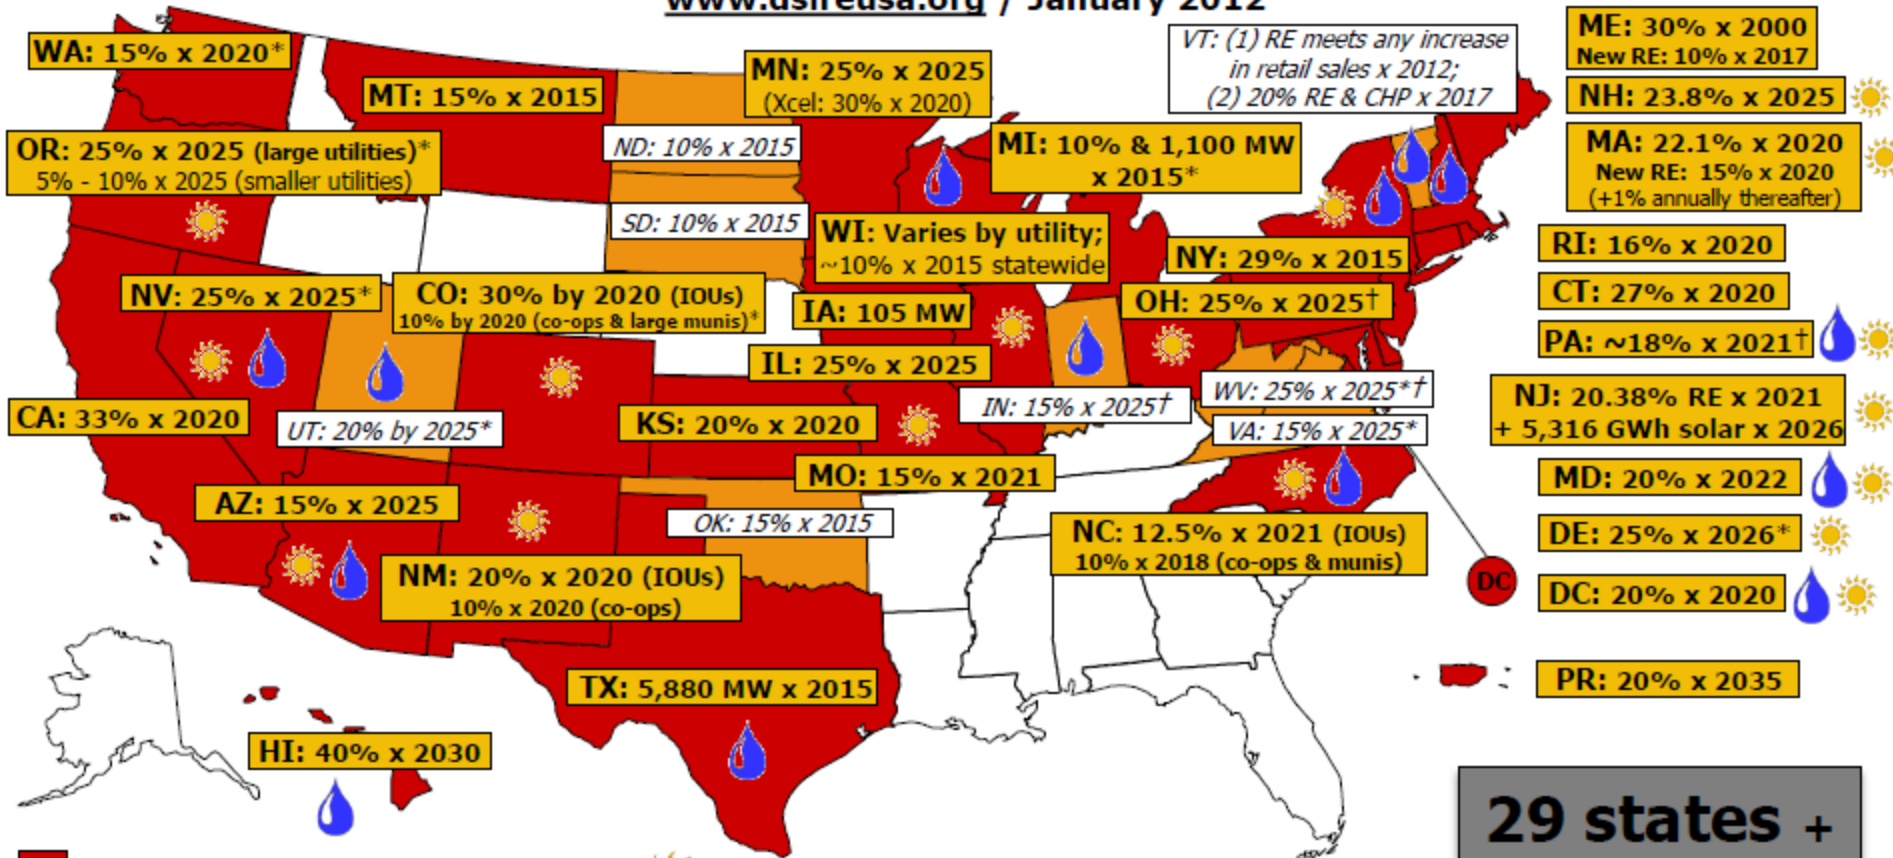 www.dsireusa.org / January 2012
WA: 15% x 2020*
MT: 15% x 2015
MN: 25% x 2025
(Xcel: 30% x 2020)
VT: (1) RE meets any increase
in retail sales x 2012;
(2) 20% RE & CHP x 2017
ME: 30% x 2000
New RE: 10% x 2017
NH: 23.8% x 2025
OR: 25% x 2025 (large utilities)*
5% - 10% x 2025 (smaller utilities)
ND: 10% x 2015
MI: 10% & 1,100 MW
x 2015*
MA: 22.1% x 2020
New RE: 15% x 2020
(+1% annually thereafter)
SD: 10% x 2015
WI: Varies by utility;
~10% x 2015 statewide
NY: 29% x 2015
RI: 16% x 2020
NV: 25% x 2025*
CO: 30% by 2020 (IOUs)
10% by 2020 (co-ops & large munis)*
IA: 105 MW
OH: 25% x 2025†
CT: 27% x 2020
IL: 25% x 2025
PA: ~18% x 2021†
CA: 33% x 2020
UT: 20% by 2025*
KS: 20% x 2020
IN: 15% x 2025†
WV: 25% x 2025*†
VA: 15% x 2025*
NJ: 20.38% RE x 2021
+ 5,316 GWh solar x 2026
MO: 15% x 2021
MD: 20% x 2022
AZ: 15% x 2025
OK: 15% x 2015
NC: 12.5% x 2021 (IOUs)
10% x 2018 (co-ops & munis)
DE: 25% x 2026*
NM: 20% x 2020 (IOUs)
10% x 2020 (co-ops)
DC
DC: 20% x 2020
TX: 5,880 MW x 2015
PR: 20% x 2035
HI: 40% x 2030
29 states +